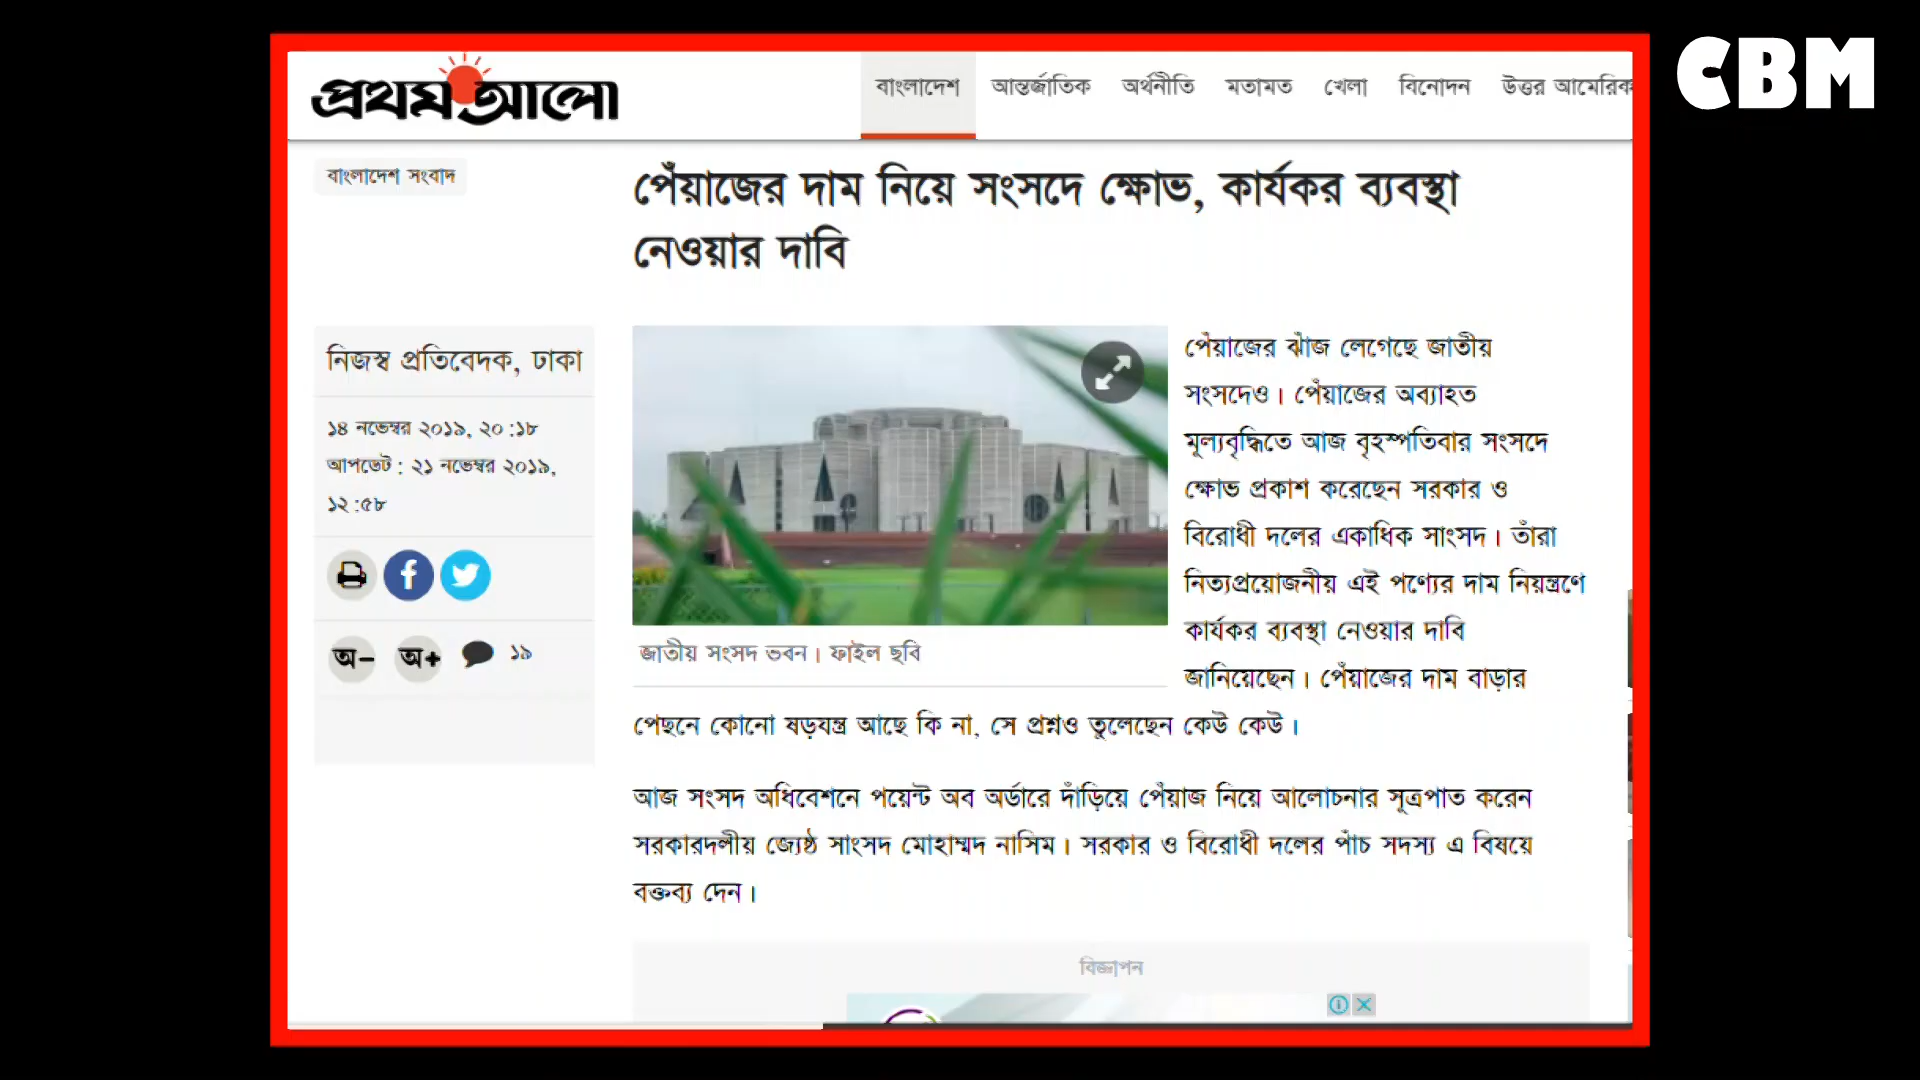 CBM
প্রথম আলো
বাংলাদেশ আন্তর্জাতিক অর্থনীতি মতামত খেলা বিনোদন উত্তর আমেরিক
বাংলাদেশ সংবাদ
পেঁয়াজের দাম নিয়ে সংসদে ক্ষোভ, কার্যকর ব্যবস্থা
নেওয়ার দাবি
নিজস্ব প্রতিবেদক, ঢাকা
১৪ নভেম্বর ২০১৯, ২০:১৮
আপডেট : ২১ নভেম্বর ২০১৯,
১২:৫৮
অ- অ+ ১৯
জাতীয় সংসদ ভবন। ফাইল ছবি
পেঁয়াজের ঝাঁজ লেগেছে জাতীয়
সংসদেও। পেঁয়াজের অব্যাহত
মূল্যবৃদ্ধিতে আজ বৃহস্পতিবার সংসদে
ক্ষোভ প্রকাশ করেছেন সরকার ও
বিরোধী দলের একাধিক সাংসদ। তাঁরা
নিত্যপ্রয়োজনীয় এই পণ্যের দাম নিয়ন্ত্রণে
কার্যকর ব্যবস্থা নেওয়ার দাবি
জানিয়েছেন। পেঁয়াজের দাম বাড়ার
পেছনে কোনো ষড়যন্ত্র আছে কি না, সে প্রশ্নও তুলেছেন কেউ কেউ।
আজ সংসদ অধিবেশনে পয়েন্ট অব অর্ডারে দাঁড়িয়ে পেঁয়াজ নিয়ে আলোচনার সূত্রপাত করেন
সরকারদলীয় জ্যেষ্ঠ সাংসদ মোহাম্মদ নাসিম। সরকার ও বিরোধী দলের পাঁচ সদস্য এ বিষয়ে
বক্তব্য দেন।
বিজ্ঞাপন